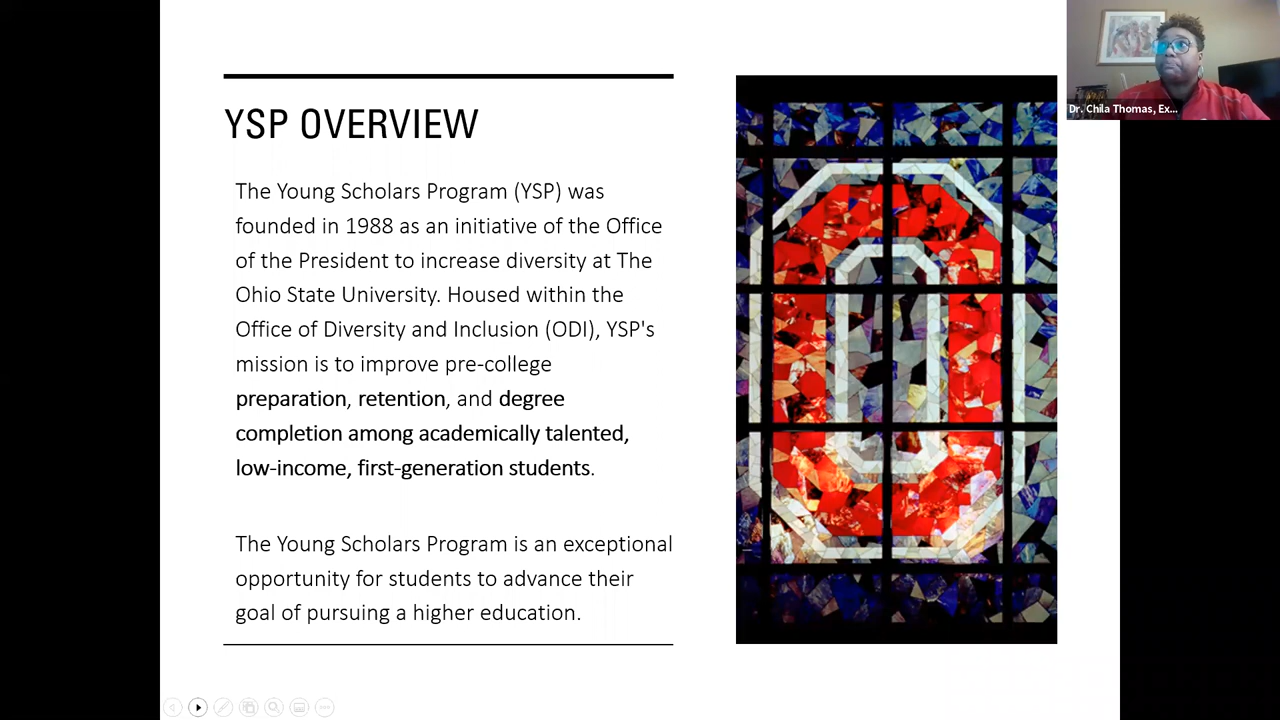 YSP OVERVIEW
The Young Scholars Program (YSP) was
founded in 1988 as an initiative of the Office
of the President to increase diversity at The
Ohio State University. Housed within the
Office of Diversity and Inclusion (ODI), YSP's
mission is to improve pre-college
preparation, retention, and degree
completion among academically talented,
low-income, first-generation students.
The Young Scholars Program is an exceptional
opportunity for students to advance their
goal of pursuing a higher education.
Dr. Chila Thomas, Ex...